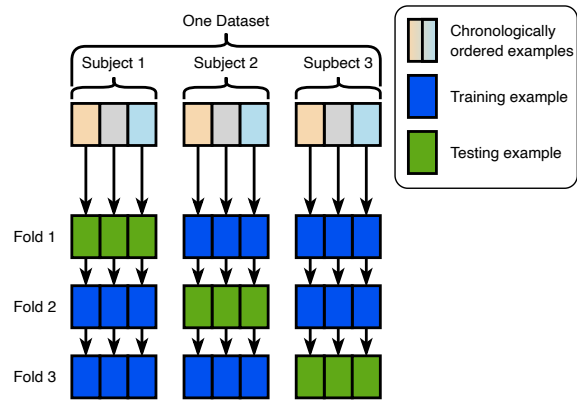 One Dataset
Subject 1
Subject 2
Supbect 3
Chronologically
ordered examples
Training example
Testing example
Fold 1
Fold 2
Fold 3